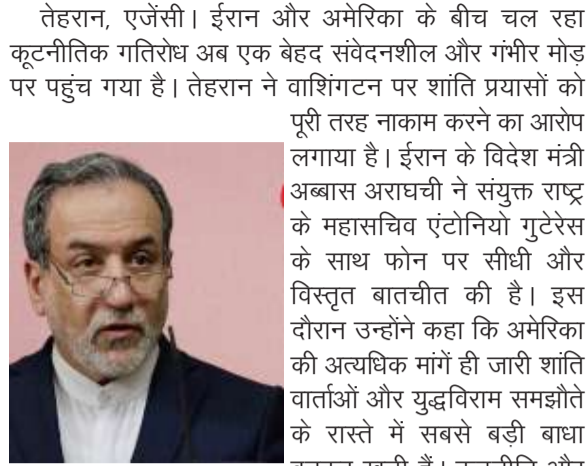 तेहरान, एजेंसी। ईरान और अमेरिका के बीच चल रहा
कूटनीतिक गतिरोध अब एक बेहद संवेदनशील और गंभीर मोड़
पर पहुंच गया है। तेहरान ने वाशिंगटन पर शांति प्रयासों को
पूरी तरह नाकाम करने का आरोप
लगाया है। ईरान के विदेश मंत्री
अब्बास अराघची ने संयुक्त राष्ट्र
के महासचिव एंटोनियो गुटेरेस
के साथ फोन पर सीधी और
विस्तृत बातचीत की है। इस
दौरान उन्होंने कहा कि अमेरिका
की अत्यधिक मांगें ही जारी शांति
वार्ताओं और युद्धविराम समझौते
के रास्ते में सबसे बड़ी बाधा